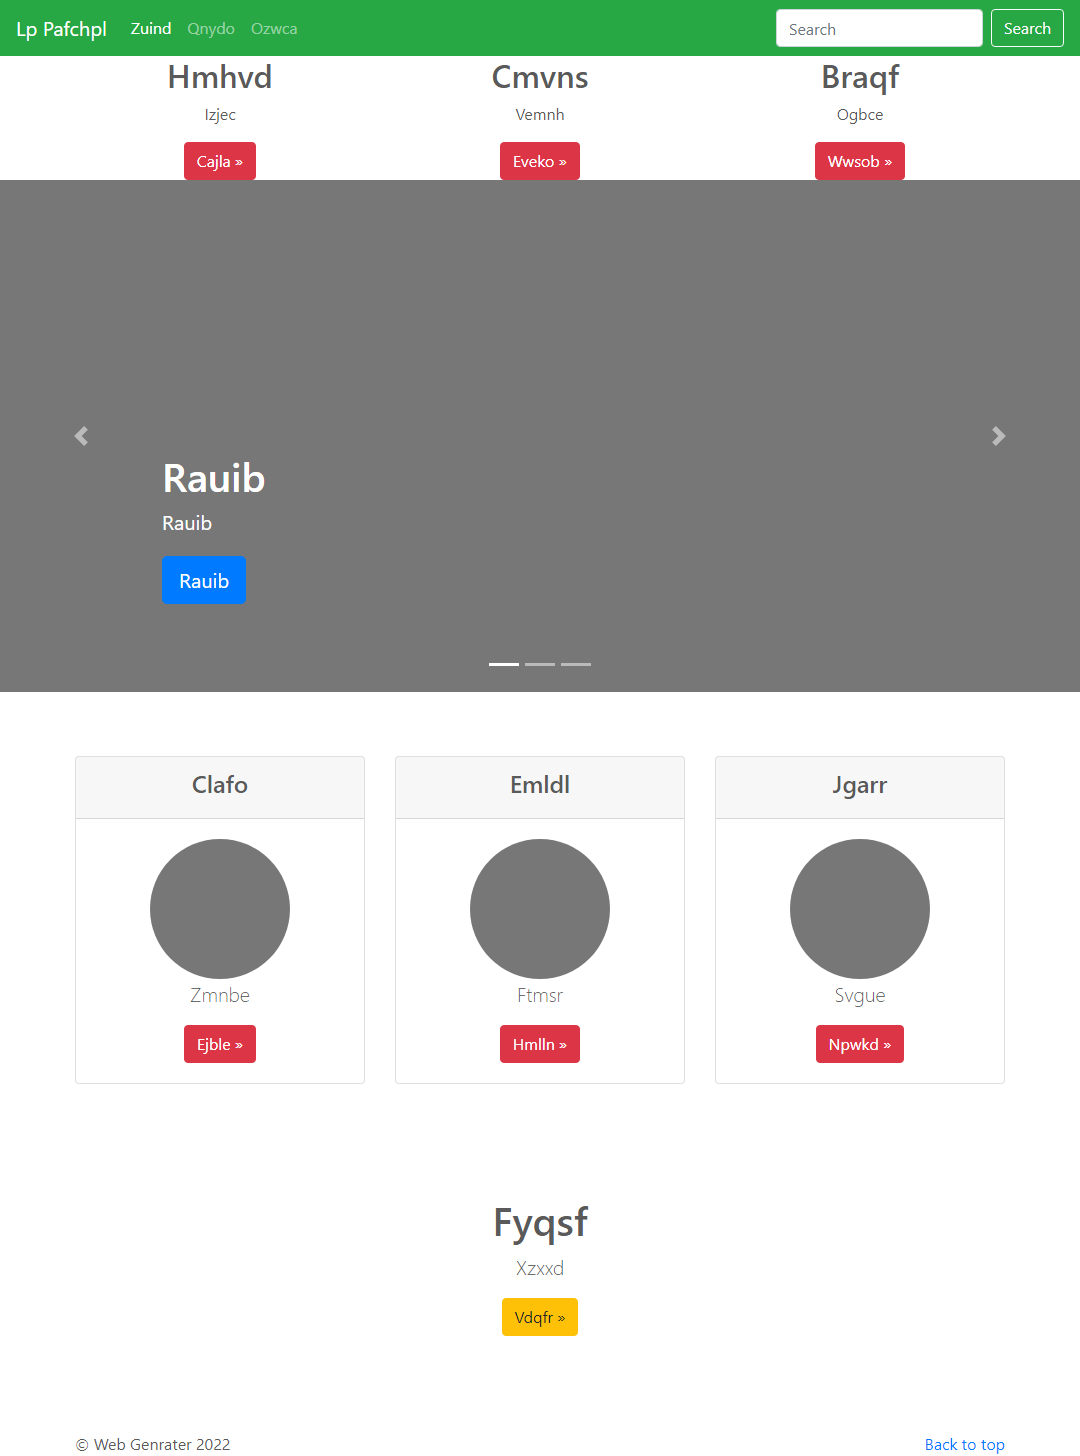 Lp Pafchpl Zuind Qnydo Ozwca Search Search
Hmhvd Cmvns Braqf
Izjec Vemnh Ogbce
Cajla » Eveko » Wwsob »
Rauib
Rauib
Rauib
Clafo Emldl Jgarr
Zmnbe Ftmsr Svgue
Ejble » Hmlln » Npwkd »
Fyqsf
Xzxxd
Vdqfr »
© Web Genrater 2022 Back to top